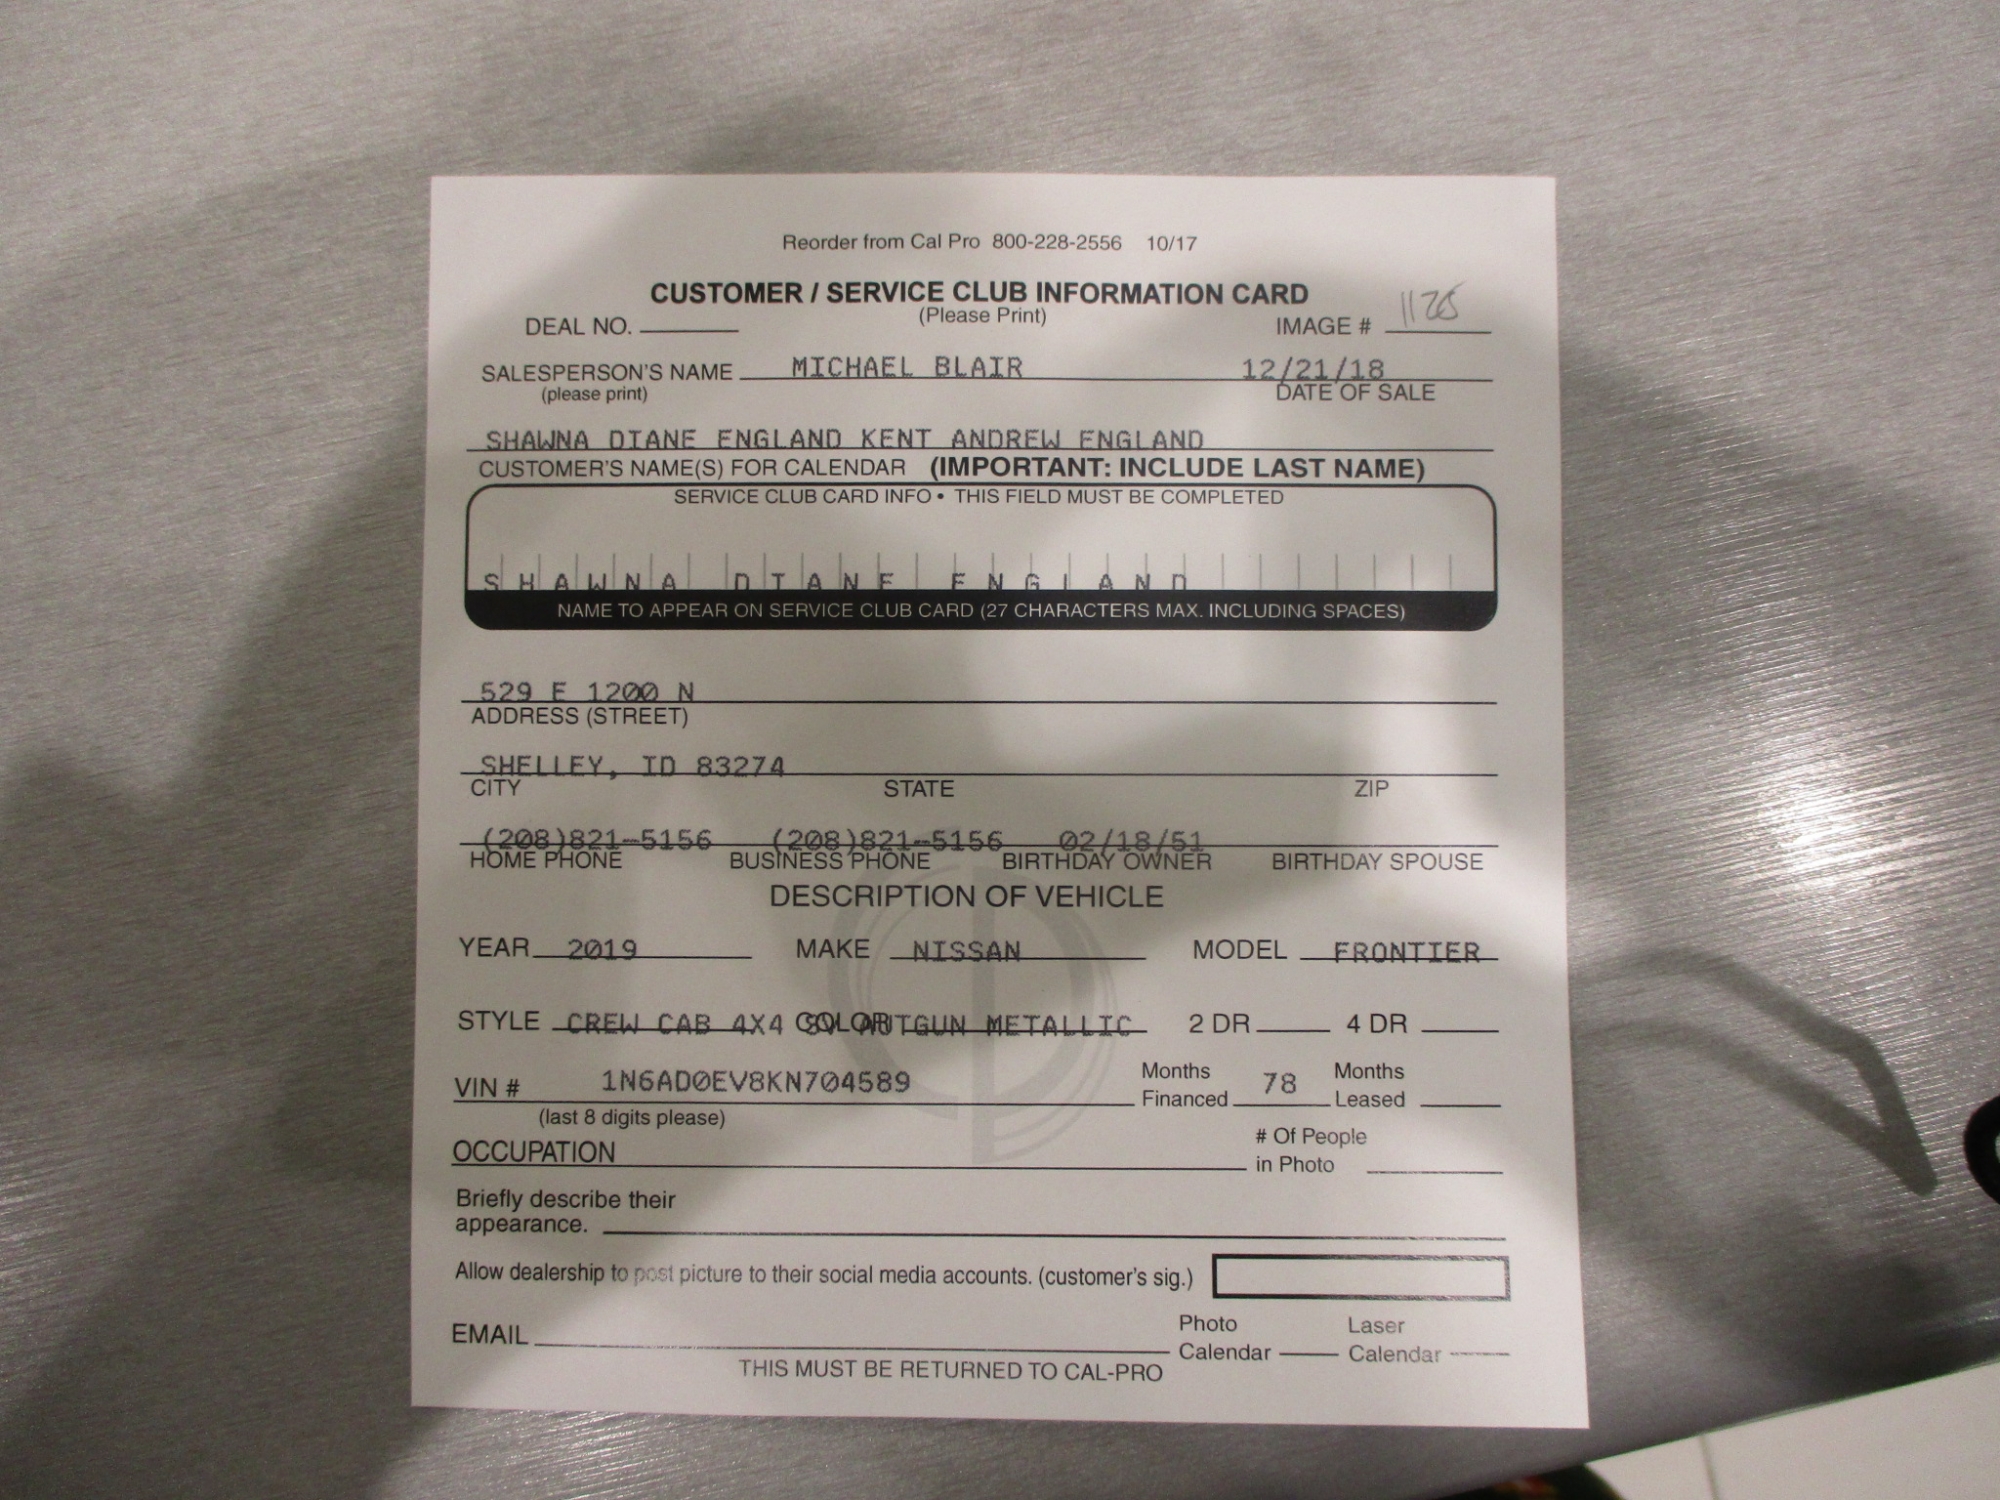 Reorder from Cal Pro 800-228-2556 10/17
CUSTOMER / SERVICE CLUB INFORMATION CARD
(Please Print)
DEAL NO. IMAGE # 1125
SALESPERSON'S NAME MICHAEL BLAIR 12/21/18
(please print) DATE OF SALE
SHAWNA DIANE ENGLAND KENT ANDREW ENGLAND
CUSTOMER'S NAME(S) FOR CALENDAR (IMPORTANT: INCLUDE LAST NAME)
SERVICE CLUB CARD INFO • THIS FIELD MUST BE COMPLETED
SHAWNA DIANE ENGLAND
NAME TO APPEAR ON SERVICE CLUB CARD (27 CHARACTERS MAX. INCLUDING SPACES)
529 E 1200 N
ADDRESS (STREET)
SHELLEY, ID 83274
CITY STATE ZIP
(208)821-5156 (208)821-5156 02/18/51
HOME PHONE BUSINESS PHONE BIRTHDAY OWNER BIRTHDAY SPOUSE
DESCRIPTION OF VEHICLE
YEAR 2019 MAKE NISSAN MODEL FRONTIER
STYLE CREW CAB 4X4 COLOR METALLIC 2 DR 4 DR
VIN # 1N6AD0EV8KN704589 Months Financed 78 Months Leased
(last 8 digits please)
OCCUPATION # Of People in Photo
Briefly describe their
appearance.
Allow dealership to post picture to their social media accounts. (customer's sig.)
EMAIL Photo Calendar Laser Calendar
THIS MUST BE RETURNED TO CAL-PRO